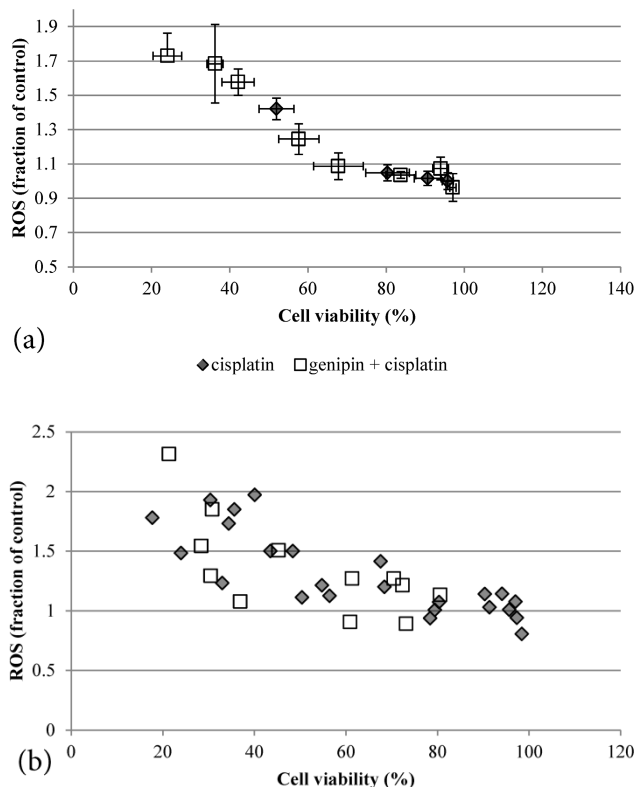 1.9
1.7
1.5
1.3
1.1
0.9
0.7
0.5
ROS (fraction of control)
0 20 40 60 80 100 120 140
Cell viability (%)
(a)
cisplatin genipin + cisplatin
2.5
2
1.5
1
0.5
0
ROS (fraction of control)
0 20 40 60 80 100 120
Cell viability (%)
(b)